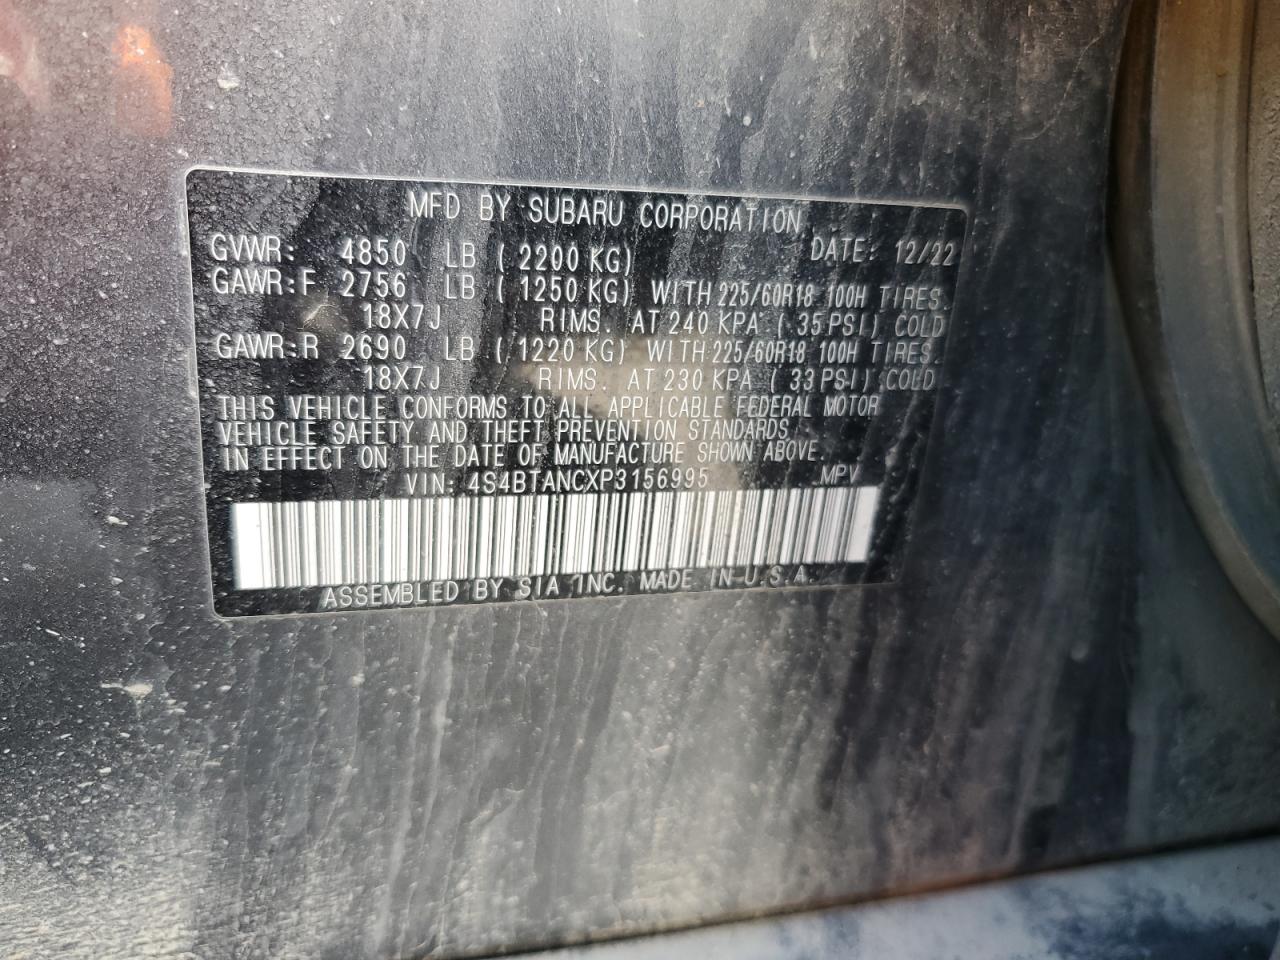 MFD BY SUBARU CORPORATION
GVWR: 4850 LB ( 2200 KG) DATE: 12/22
GAWR:F 2756 LB ( 1250 KG) WITH 225/60R18 100H TIRES.
18X7J RIMS. AT 240 KPA ( 35 PSI) COLD
GAWR:R 2690 LB ( 1220 KG) WITH 225/60R18 100H TIRES.
18X7J RIMS. AT 230 KPA ( 33 PSI) COLD
THIS VEHICLE CONFORMS TO ALL APPLICABLE FEDERAL MOTOR
VEHICLE SAFETY AND THEFT PREVENTION STANDARDS
IN EFFECT ON THE DATE OF MANUFACTURE SHOWN ABOVE.
VIN: 4S4BTANCXP3156995 MPV
ASSEMBLED BY SIA INC. MADE IN U.S.A.